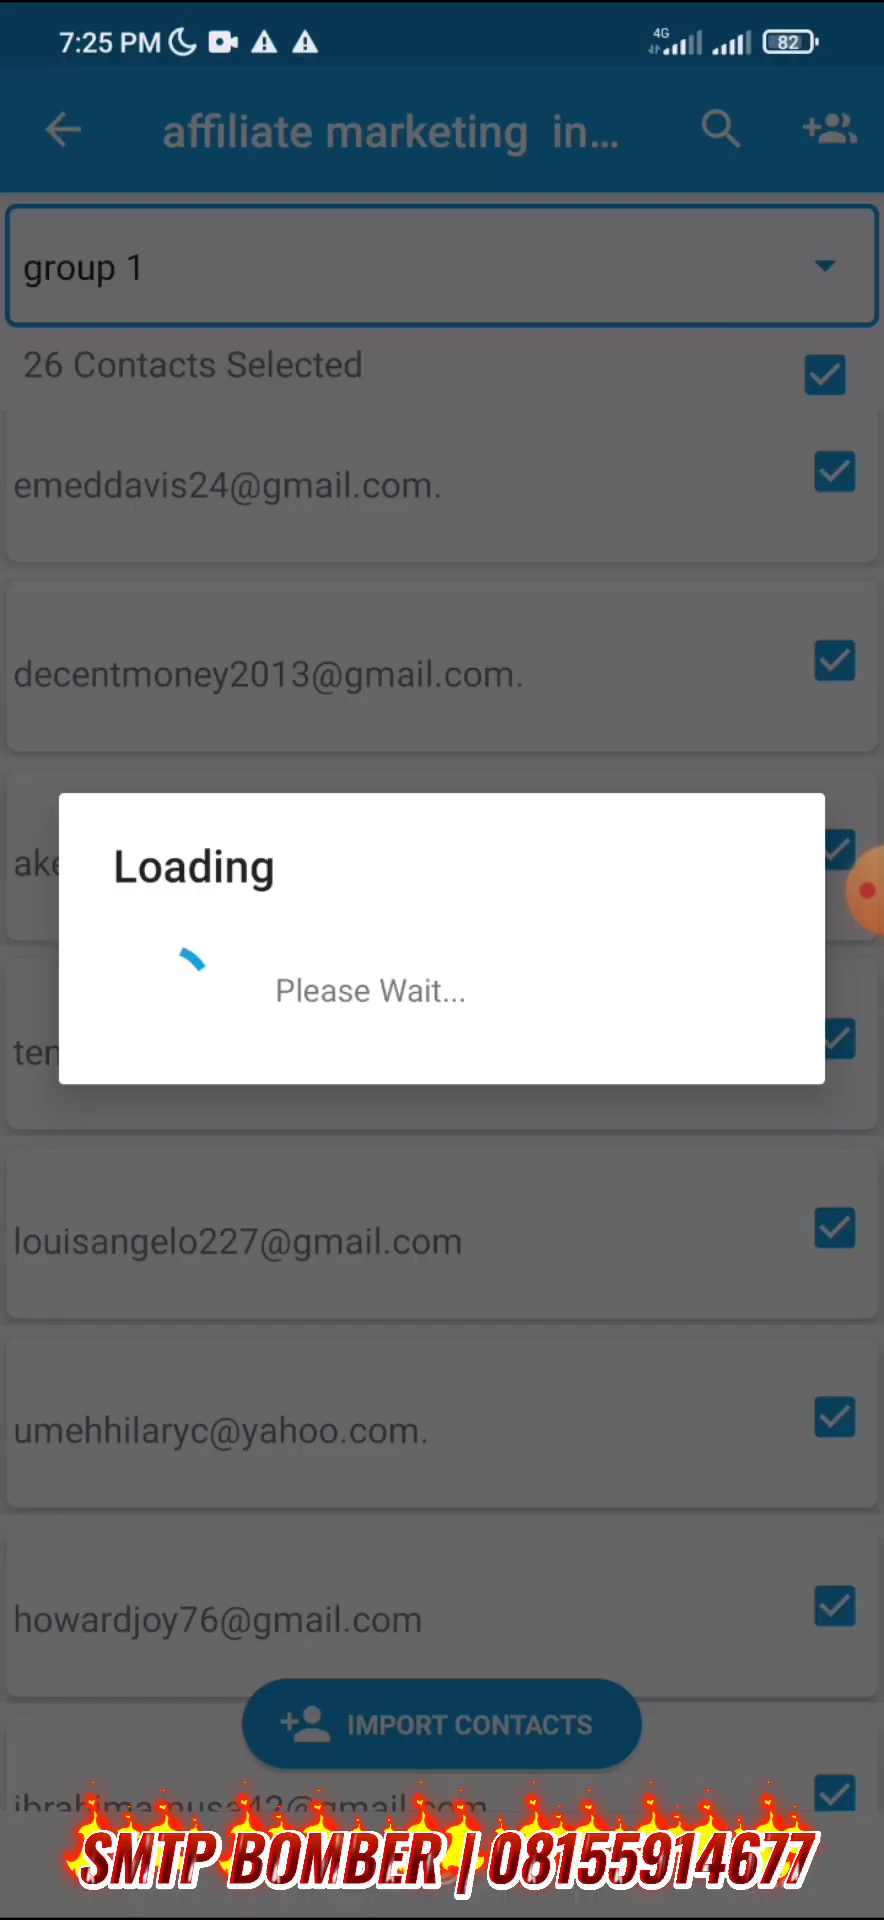 7:25 PM 4G 82
affiliate marketing in...
group 1
26 Contacts Selected
emeddavis24@gmail.com.
decentmoney2013@gmail.com.
Loading
Please Wait...
louisangelo227@gmail.com
umehhilaryc@yahoo.com.
howardjoy76@gmail.com
IMPORT CONTACTS
SMTP BOMBER | 08155914677